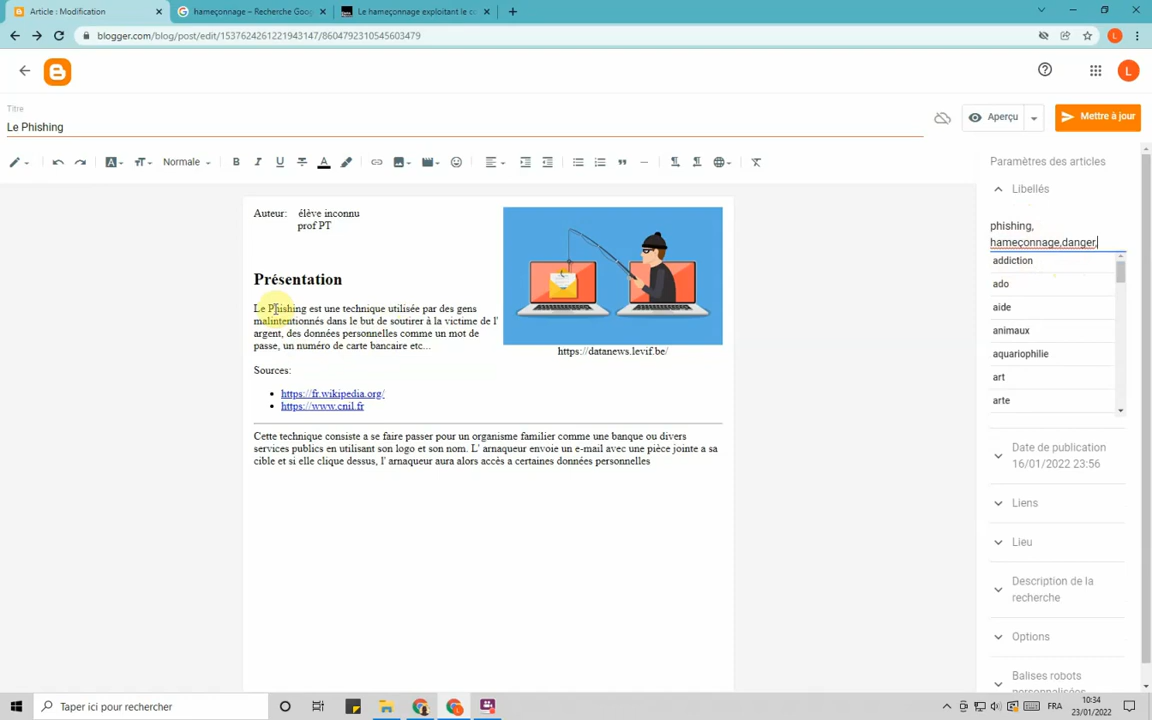 Article : Modification
hameçonnage – Recherche Goog
Le hameçonnage exploitant le co
blogger.com/blog/post/edit/1537624261221943147/8604792310545603479
L
L
Titre
Le Phishing
Aperçu
Mettre à jour
Normale
Auteur: élève inconnu
prof PT
Présentation
Le Phishing est une technique utilisée par des gens
malintentionnés dans le but de soutirer à la victime de l'
argent, des données personnelles comme un mot de
passe, un numéro de carte bancaire etc...
https://datanews.levif.be/
Sources:
https://fr.wikipedia.org/
https://www.cnil.fr
Cette technique consiste a se faire passer pour un organisme familier comme une banque ou divers
services publics en utilisant son logo et son nom. L' arnaqueur envoie un e-mail avec une pièce jointe a sa
cible et si elle clique dessus, l' arnaqueur aura alors accès a certaines données personnelles
Paramètres des articles
Libellés
phishing,
hameçonnage,danger,
addiction
ado
aide
animaux
aquariophilie
art
arte
Date de publication
16/01/2022 23:56
Liens
Lieu
Description de la
recherche
Options
Balises robots
personnalisées
Taper ici pour rechercher
FRA
10:34
23/01/2022